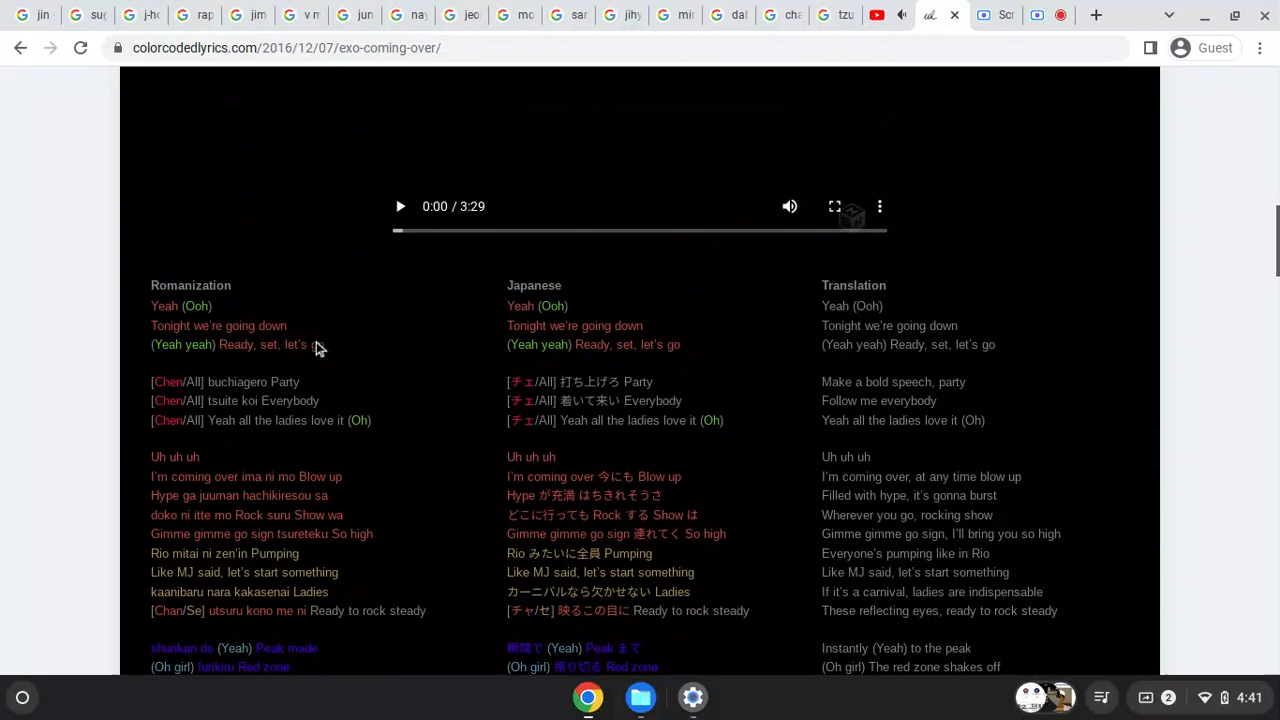 jin
sug
j-ho
rap
jim
v m
jun
nay
jeo
mo
sar
jihy
mir
dah
cha
tzu
Scr
colorcodedlyrics.com/2016/12/07/exo-coming-over/
Guest
0:00 / 3:29
Romanization
Yeah (Ooh)
Tonight we're going down
(Yeah yeah) Ready, set, let's go
[Chen/All] buchiagero Party
[Chen/All] tsuite koi Everybody
[Chen/All] Yeah all the ladies love it (Oh)
Uh uh uh
I'm coming over ima ni mo Blow up
Hype ga juuman hachikiresou sa
doko ni itte mo Rock suru Show wa
Gimme gimme go sign tsureteku So high
Rio mitai ni zen'in Pumping
Like MJ said, let's start something
kaanibaru nara kakasenai Ladies
[Chan/Se] utsuru kono me ni Ready to rock steady
shunkan de (Yeah) Peak made
(Oh girl) furikiru Red zone
Japanese
Yeah (Ooh)
Tonight we're going down
(Yeah yeah) Ready, set, let's go
[チェ/All] 打ち上げろ Party
[チェ/All] 着いて来い Everybody
[チェ/All] Yeah all the ladies love it (Oh)
Uh uh uh
I'm coming over 今にも Blow up
Hype が充満 はちきれそうさ
どこに行っても Rock する Show は
Gimme gimme go sign 連れてく So high
Rio みたいに全員 Pumping
Like MJ said, let's start something
カーニバルなら欠かせない Ladies
[チャ/セ] 映るこの目に Ready to rock steady
瞬間で (Yeah) Peak まで
(Oh girl) 振り切る Red zone
Translation
Yeah (Ooh)
Tonight we're going down
(Yeah yeah) Ready, set, let's go
Make a bold speech, party
Follow me everybody
Yeah all the ladies love it (Oh)
Uh uh uh
I'm coming over, at any time blow up
Filled with hype, it's gonna burst
Wherever you go, rocking show
Gimme gimme go sign, I'll bring you so high
Everyone's pumping like in Rio
Like MJ said, let's start something
If it's a carnival, ladies are indispensable
These reflecting eyes, ready to rock steady
Instantly (Yeah) to the peak
(Oh girl) The red zone shakes off
2
4:41